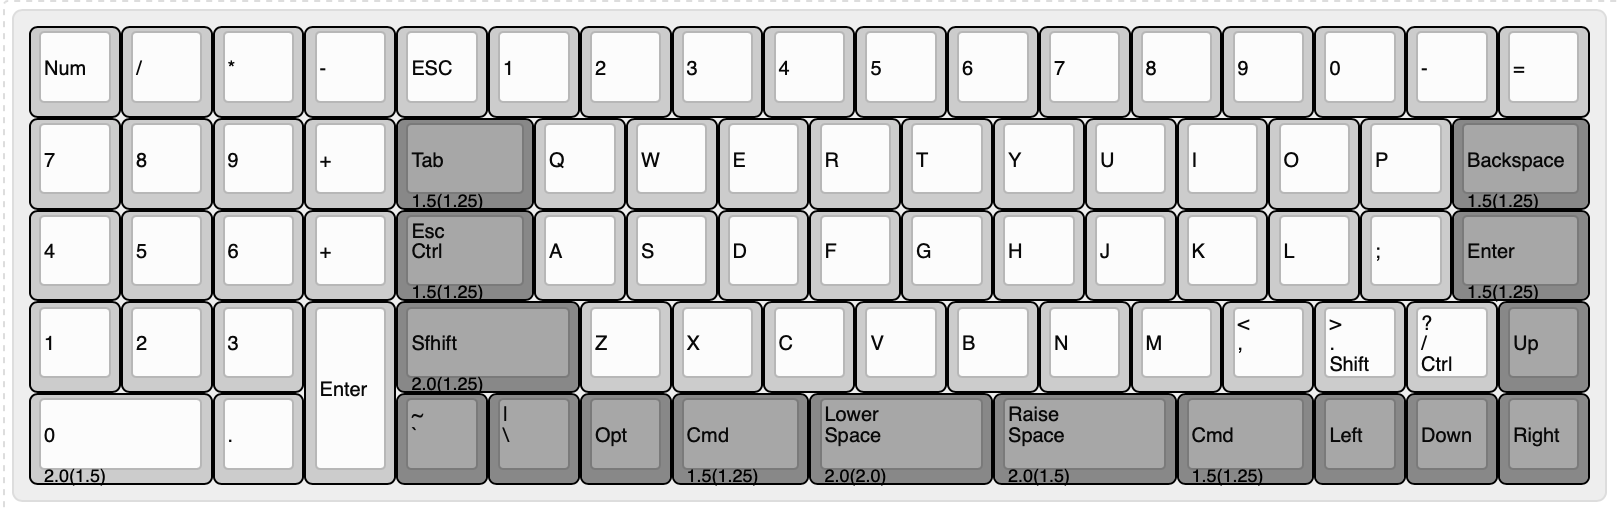 Num / * - ESC 1 2 3 4 5 6 7 8 9 0 - =
7 8 9 + Tab Q W E R T Y U I O P Backspace
1.5(1.25) 1.5(1.25)
Esc
4 5 6 + Ctrl A S D F G H J K L ; Enter
1.5(1.25) 1.5(1.25)
< > ?
1 2 3 Sfhift Z X C V B N M , . / Up
Shift Ctrl
2.0(1.25)
Enter
~ | Lower Raise
0 . ` \ Opt Cmd Space Space Cmd Left Down Right
2.0(1.5) 1.5(1.25) 2.0(2.0) 2.0(1.5) 1.5(1.25)